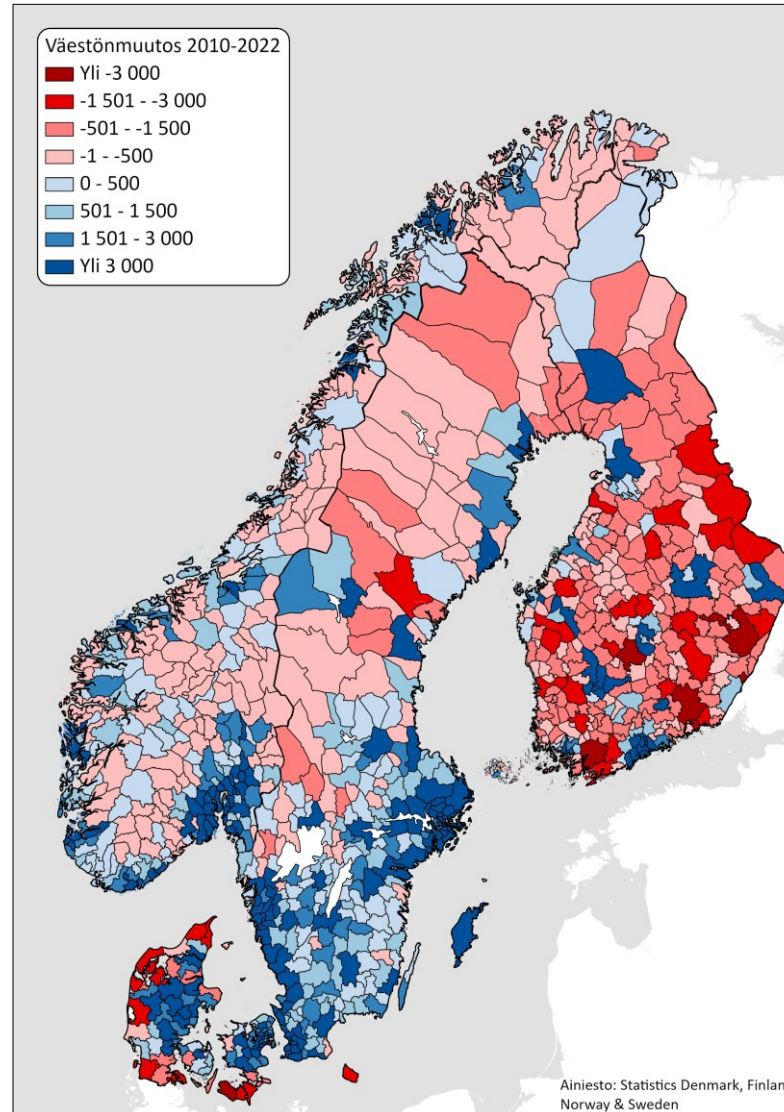 Väestönmuutos 2010-2022
Yli -3 000
-1 501 - -3 000
-501 - -1 500
-1 - -500
0 - 500
501 - 1 500
1 501 - 3 000
Yli 3 000
Ainiesto: Statistics Denmark, Finlan
Norway & Sweden